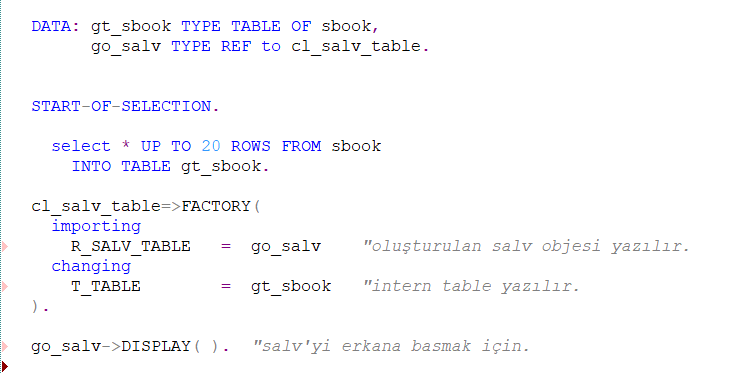 DATA: gt_sbook TYPE TABLE OF sbook,
go_salv TYPE REF to cl_salv_table.
START-OF-SELECTION.
select * UP TO 20 ROWS FROM sbook
INTO TABLE gt_sbook.
cl_salv_table=>FACTORY(
importing
R_SALV_TABLE = go_salv "oluşturulan salv objesi yazılır.
changing
T_TABLE = gt_sbook "intern table yazılır.
).
go_salv->DISPLAY( ). "salv'yi erkana basmak için.